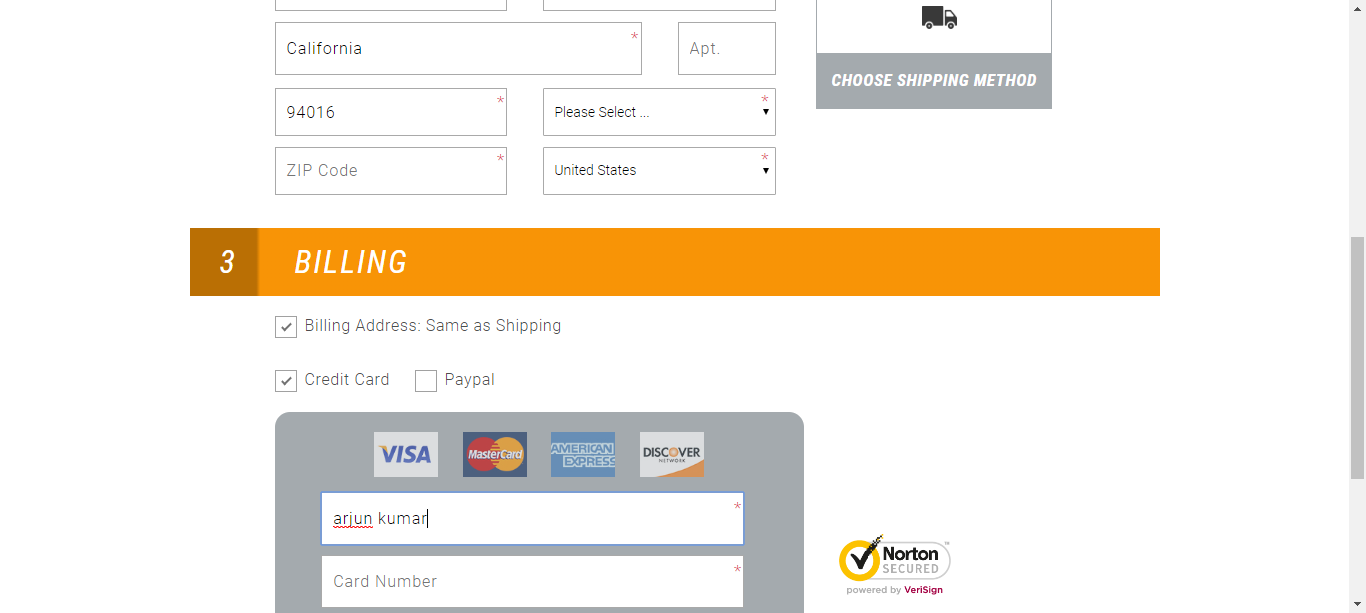 California *
Apt.
CHOOSE SHIPPING METHOD
94016 *
Please Select ... *
ZIP Code *
United States *
3 BILLING
Billing Address: Same as Shipping
Credit Card Paypal
VISA MasterCard AMERICAN EXPRESS DISCOVER NETWORK
arjun kumar *
Card Number *
Norton
SECURED
powered by VeriSign